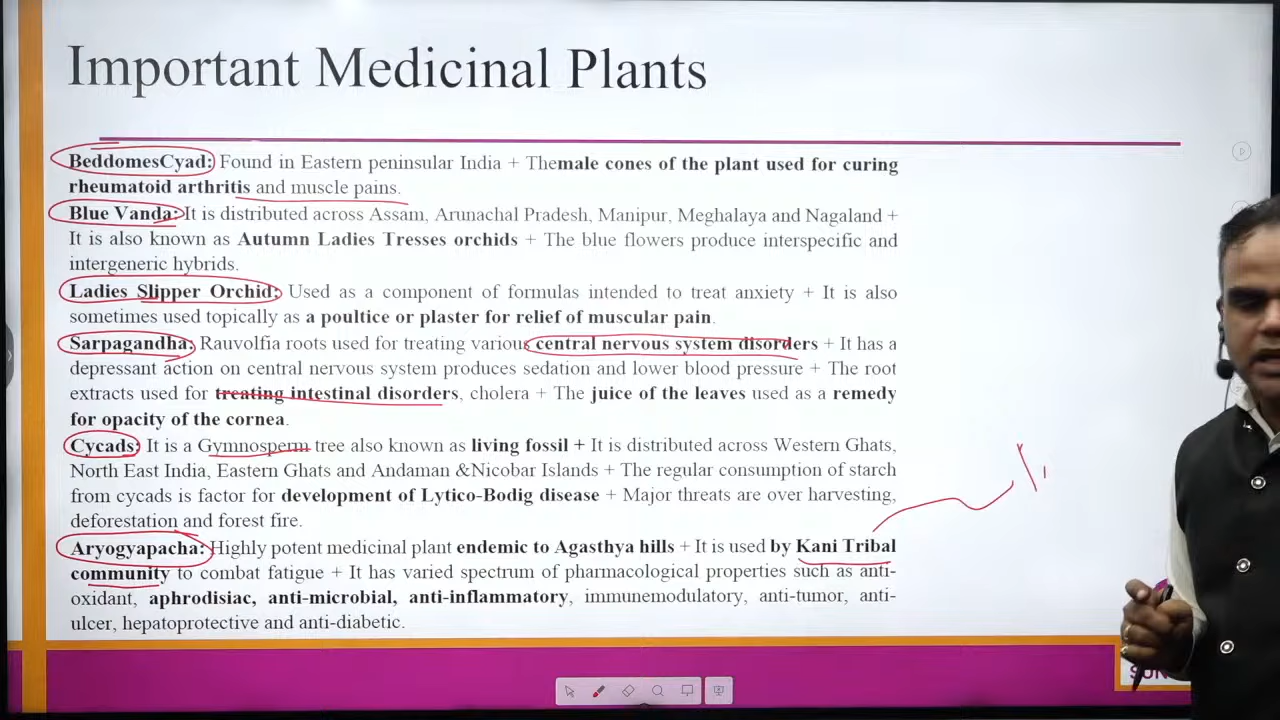 Important Medicinal Plants
BeddomesCyad: Found in Eastern peninsular India + Themale cones of the plant used for curing
rheumatoid arthritis and muscle pains.
Blue Vanda: It is distributed across Assam, Arunachal Pradesh, Manipur, Meghalaya and Nagaland +
It is also known as Autumn Ladies Tresses orchids + The blue flowers produce interspecific and
intergeneric hybrids.
Ladies Slipper Orchid: Used as a component of formulas intended to treat anxiety + It is also
sometimes used topically as a poultice or plaster for relief of muscular pain.
Sarpagandha: Rauvolfia roots used for treating various central nervous system disorders + It has a
depressant action on central nervous system produces sedation and lower blood pressure + The root
extracts used for treating intestinal disorders, cholera + The juice of the leaves used as a remedy
for opacity of the cornea.
Cycads: It is a Gymnosperm tree also known as living fossil + It is distributed across Western Ghats,
North East India, Eastern Ghats and Andaman &Nicobar Islands + The regular consumption of starch
from cycads is factor for development of Lytico-Bodig disease + Major threats are over harvesting,
deforestation and forest fire.
Aryogyapacha: Highly potent medicinal plant endemic to Agasthya hills + It is used by Kani Tribal
community to combat fatigue + It has varied spectrum of pharmacological properties such as anti-
oxidant, aphrodisiac, anti-microbial, anti-inflammatory, immunemodulatory, anti-tumor, anti-
ulcer, hepatoprotective and anti-diabetic.